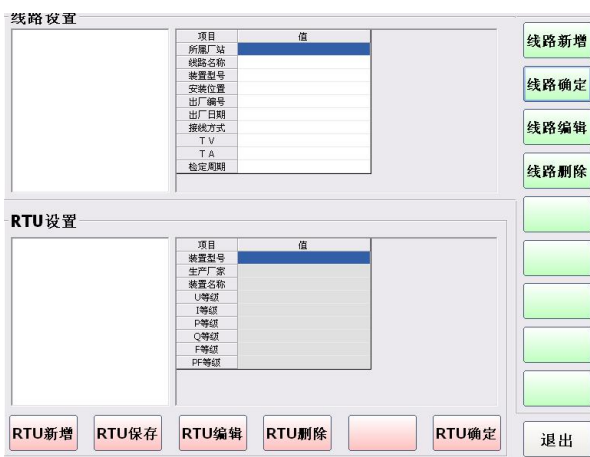 线路设置
项目 值
所属厂站
线路名称
装置型号
安装位置
出厂编号
出厂日期
接线方式
TV
TA
检定周期
线路新增
线路确定
线路编辑
线路删除
RTU设置
项目 值
装置型号
生产厂家
装置名称
U等级
I等级
P等级
Q等级
F等级
PF等级
RTU新增 RTU保存 RTU编辑 RTU删除 RTU确定 退出